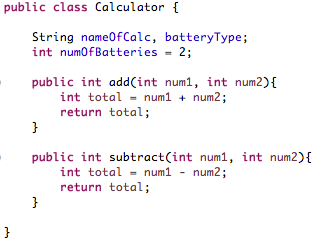 public class Calculator {
String nameOfCalc, batteryType;
int numOfBatteries = 2;
public int add(int num1, int num2){
int total = num1 + num2;
return total;
}
public int subtract(int num1, int num2){
int total = num1 - num2;
return total;
}
}